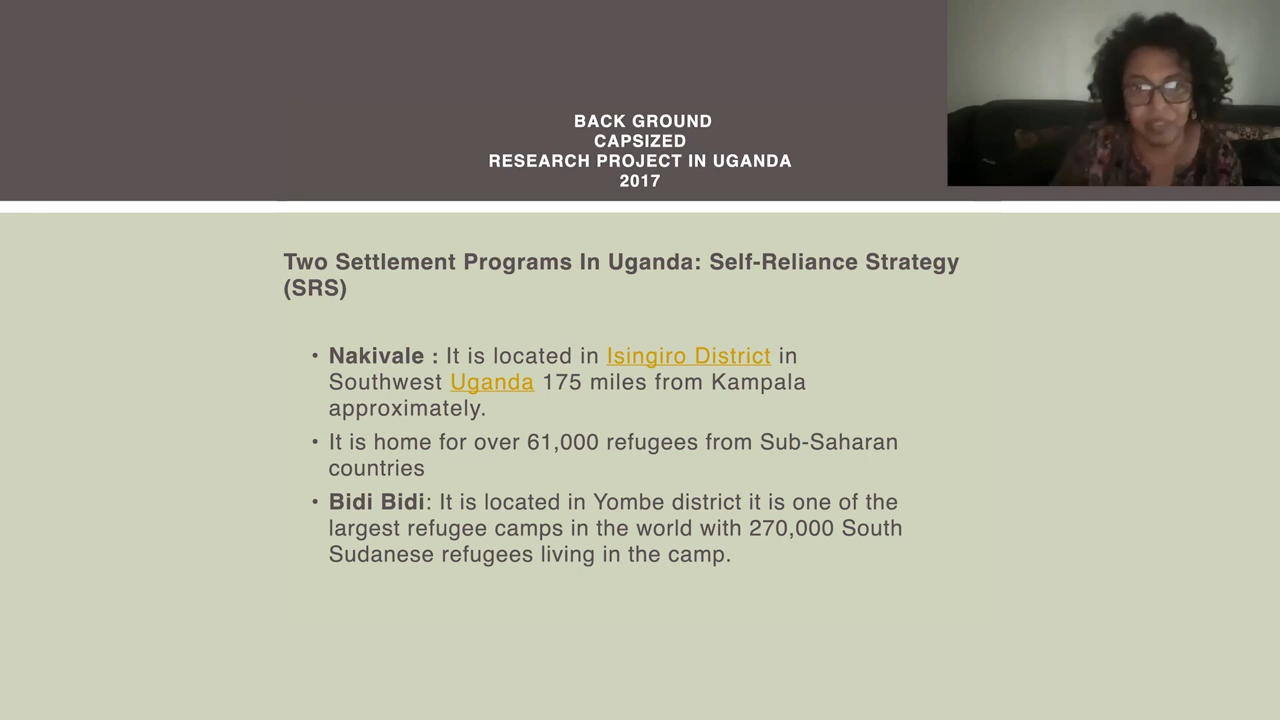 BACK GROUND
CAPSIZED
RESEARCH PROJECT IN UGANDA
2017
Two Settlement Programs In Uganda: Self-Reliance Strategy
(SRS)
• Nakivale : It is located in Isingiro District in
Southwest Uganda 175 miles from Kampala
approximately.
• It is home for over 61,000 refugees from Sub-Saharan
countries
• Bidi Bidi: It is located in Yombe district it is one of the
largest refugee camps in the world with 270,000 South
Sudanese refugees living in the camp.